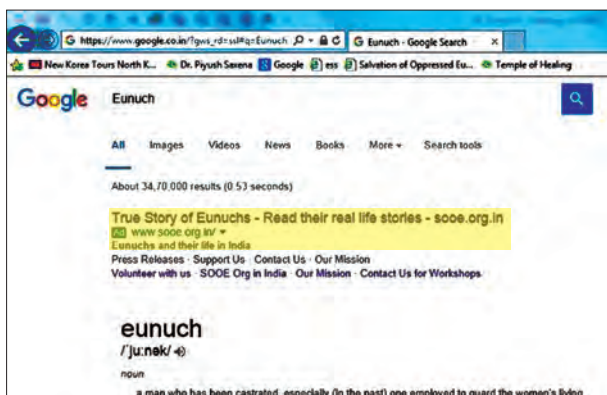 https://www.google.co.in/?gws_rd=ssl#q=Eunuch
G Eunuch - Google Search x
New Korea Tours North K... Dr. Piyush Saxena Google ess Salvation of Oppressed Eu... Temple of Healing
Google Eunuch
All Images Videos News Books More Search tools
About 34,70,000 results (0.53 seconds)
True Story of Eunuchs - Read their real life stories - sooe.org.in
Ad www.sooe.org.in/
Eunuchs and their life in India
Press Releases · Support Us · Contact Us · Our Mission
Volunteer with us · SOOE Org in India · Our Mission · Contact Us for Workshops
eunuch
/ˈjuːnək/
noun
a man who has been castrated, especially (in the past) one employed to guard the women's living